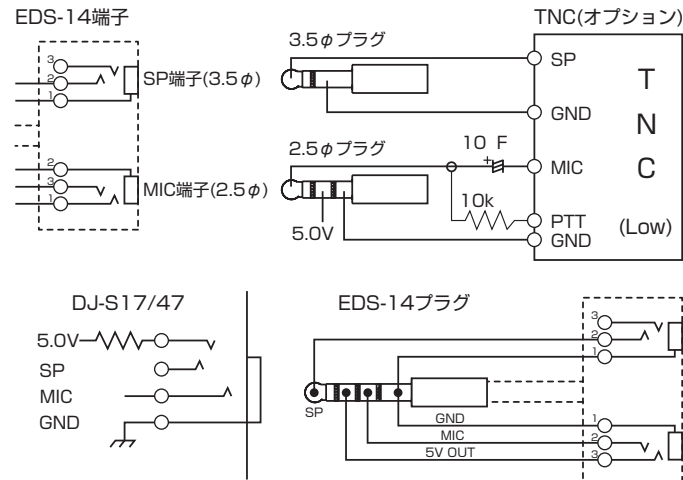 EDS-14端子
3
2
1
SP端子(3.5φ)
2
3
1
MIC端子(2.5φ)
3.5φプラグ
2.5φプラグ
5.0V
10 F
+
10k
TNC(オプション)
SP
GND
MIC
PTT
GND
T
N
C
(Low)
DJ-S17/47
5.0V
SP
MIC
GND
EDS-14プラグ
SP
GND
MIC
5V OUT
3
2
1
1
2
3